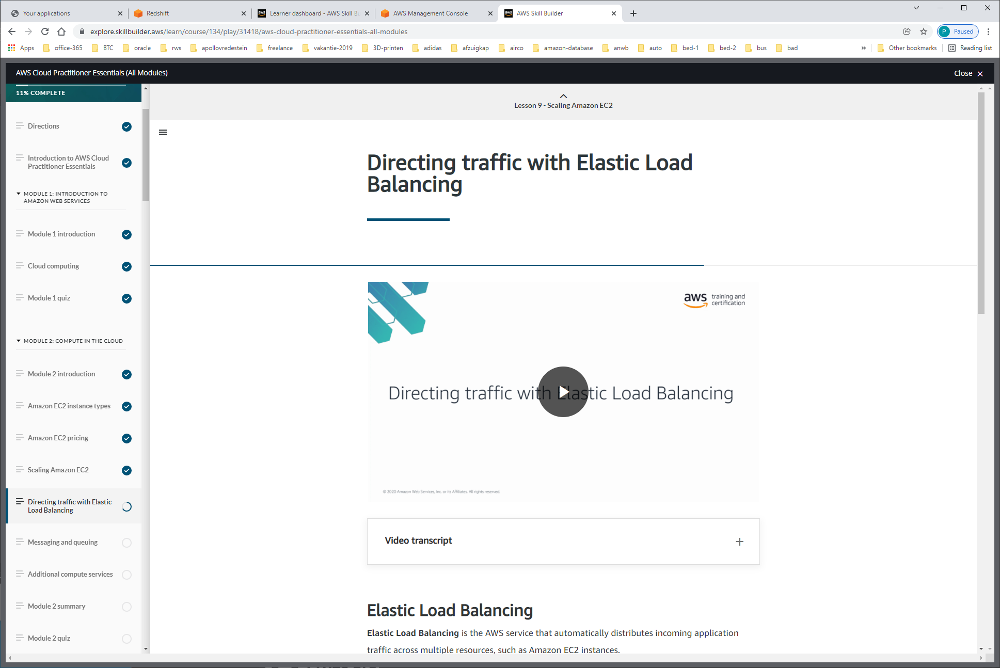 Your applications
Redshift
Learner dashboard - AWS Skill Bu
AWS Management Console
AWS Skill Builder
explore.skillbuilder.aws/learn/course/134/play/31418/aws-cloud-practitioner-essentials-all-modules
P Paused
Apps office-365 BTC oracle rws apollovredestein freelance vakantie-2019 3D-printen adidas afzuigkap airco amazon-database anwb auto bed-1 bed-2 bus bad » Other bookmarks Reading list
AWS Cloud Practitioner Essentials (All Modules)
Close
11% COMPLETE
Directions
Introduction to AWS Cloud
Practitioner Essentials
MODULE 1: INTRODUCTION TO
AMAZON WEB SERVICES
Module 1 introduction
Cloud computing
Module 1 quiz
MODULE 2: COMPUTE IN THE CLOUD
Module 2 introduction
Amazon EC2 instance types
Amazon EC2 pricing
Scaling Amazon EC2
Directing traffic with Elastic
Load Balancing
Messaging and queuing
Additional compute services
Module 2 summary
Module 2 quiz
Lesson 9 - Scaling Amazon EC2
Directing traffic with Elastic Load
Balancing
aws training and
certification
Directing traffic with Elastic Load Balancing
© 2020 Amazon Web Services, Inc. or its Affiliates. All rights reserved.
Video transcript
Elastic Load Balancing
Elastic Load Balancing is the AWS service that automatically distributes incoming application
traffic across multiple resources, such as Amazon EC2 instances.